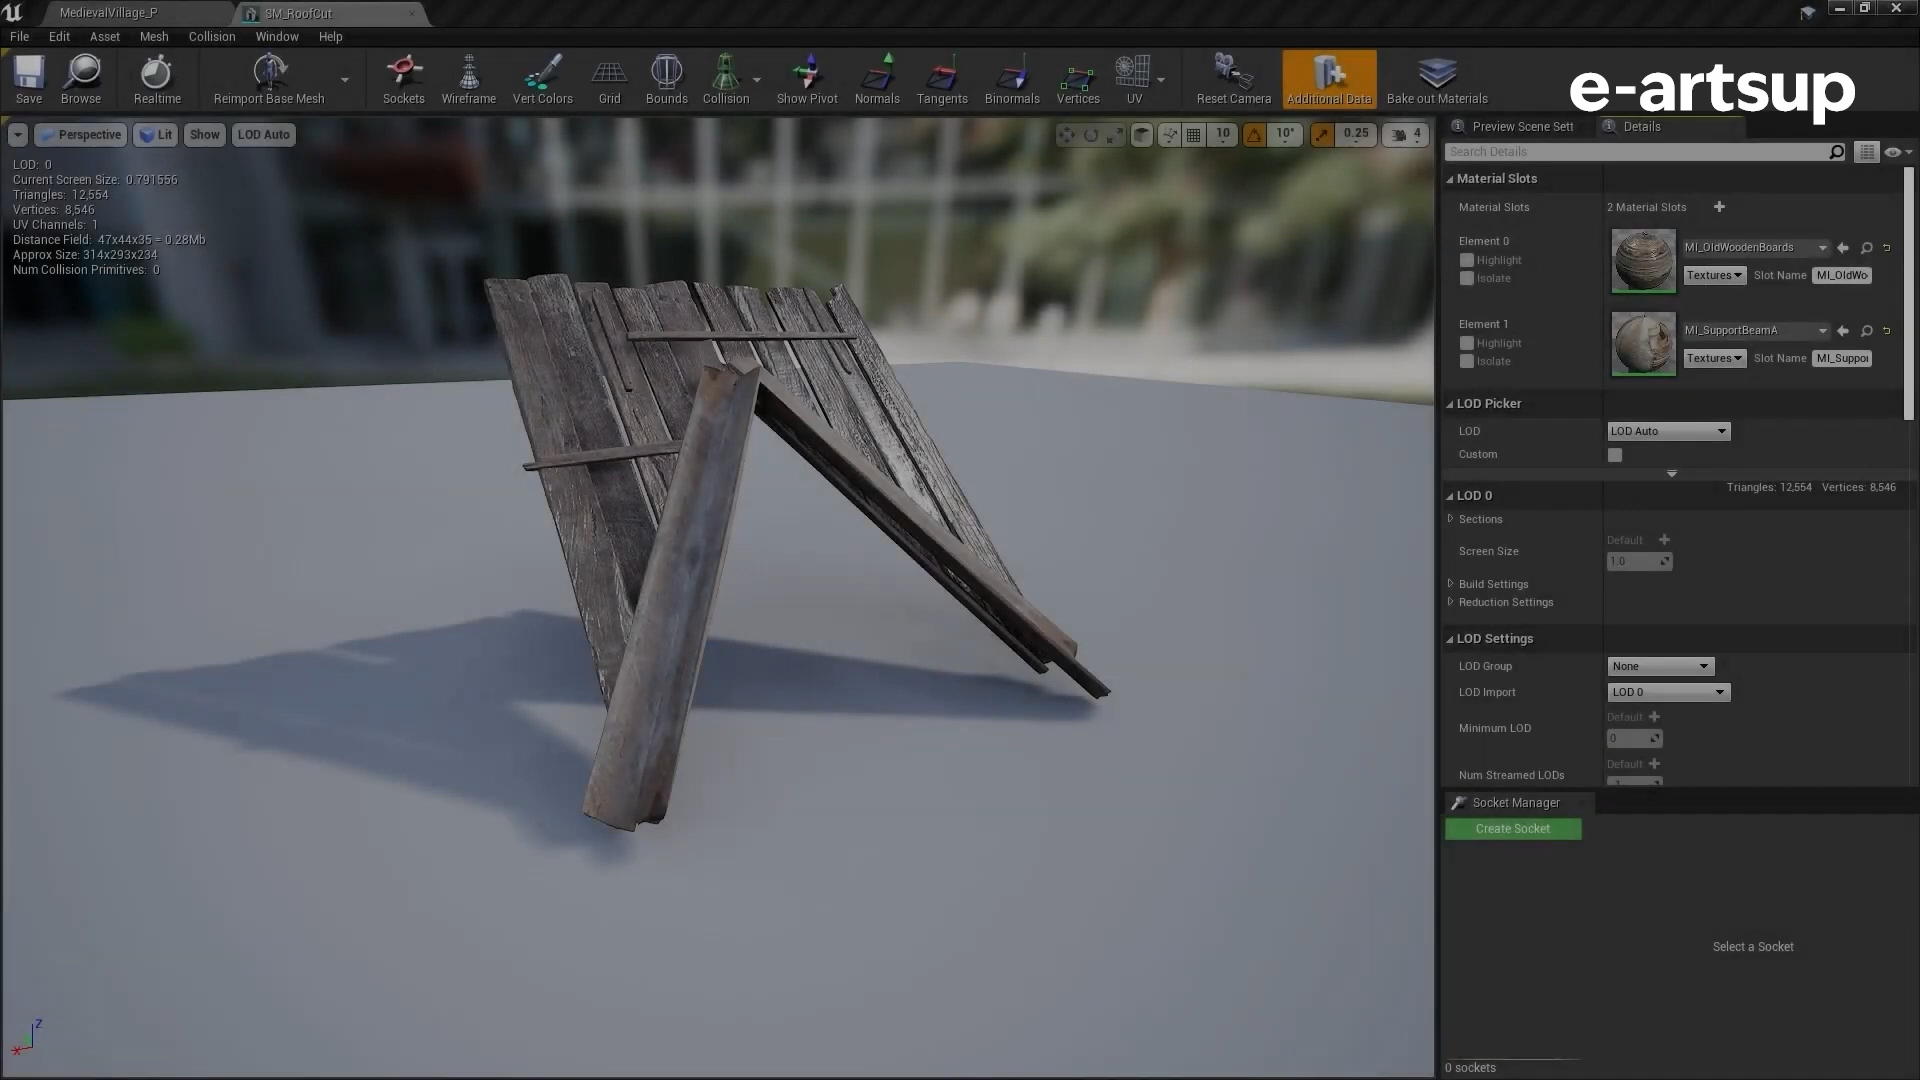 MedievalVillage_P
SM_RoofCut
File Edit Asset Mesh Collision Window Help
Save Browse Realtime Reimport Base Mesh Sockets Wireframe Vert Colors Grid Bounds Collision Show Pivot Normals Tangents Binormals Vertices UV Reset Camera Additional Data Bake out Materials
e-artsup
Perspective Lit Show LOD Auto
10 10° 0.25 4
LOD: 0
Current Screen Size: 0.791556
Triangles: 12,554
Vertices: 8,546
UV Channels: 1
Distance Field: 47x44x35 = 0.28Mb
Approx Size: 314x293x234
Num Collision Primitives: 0
Z
X
Preview Scene Sett Details
Search Details
Material Slots
Material Slots 2 Material Slots
Element 0 MI_OldWoodenBoards
Highlight
Isolate Textures Slot Name MI_OldWo
Element 1 MI_SupportBeamA
Highlight
Isolate Textures Slot Name MI_Suppor
LOD Picker
LOD LOD Auto
Custom
LOD 0 Triangles: 12,554 Vertices: 8,546
Sections
Default
Screen Size 1.0
Build Settings
Reduction Settings
LOD Settings
LOD Group None
LOD Import LOD 0
Default
Minimum LOD 0
Default
Num Streamed LODs
Socket Manager
Create Socket
Select a Socket
0 sockets